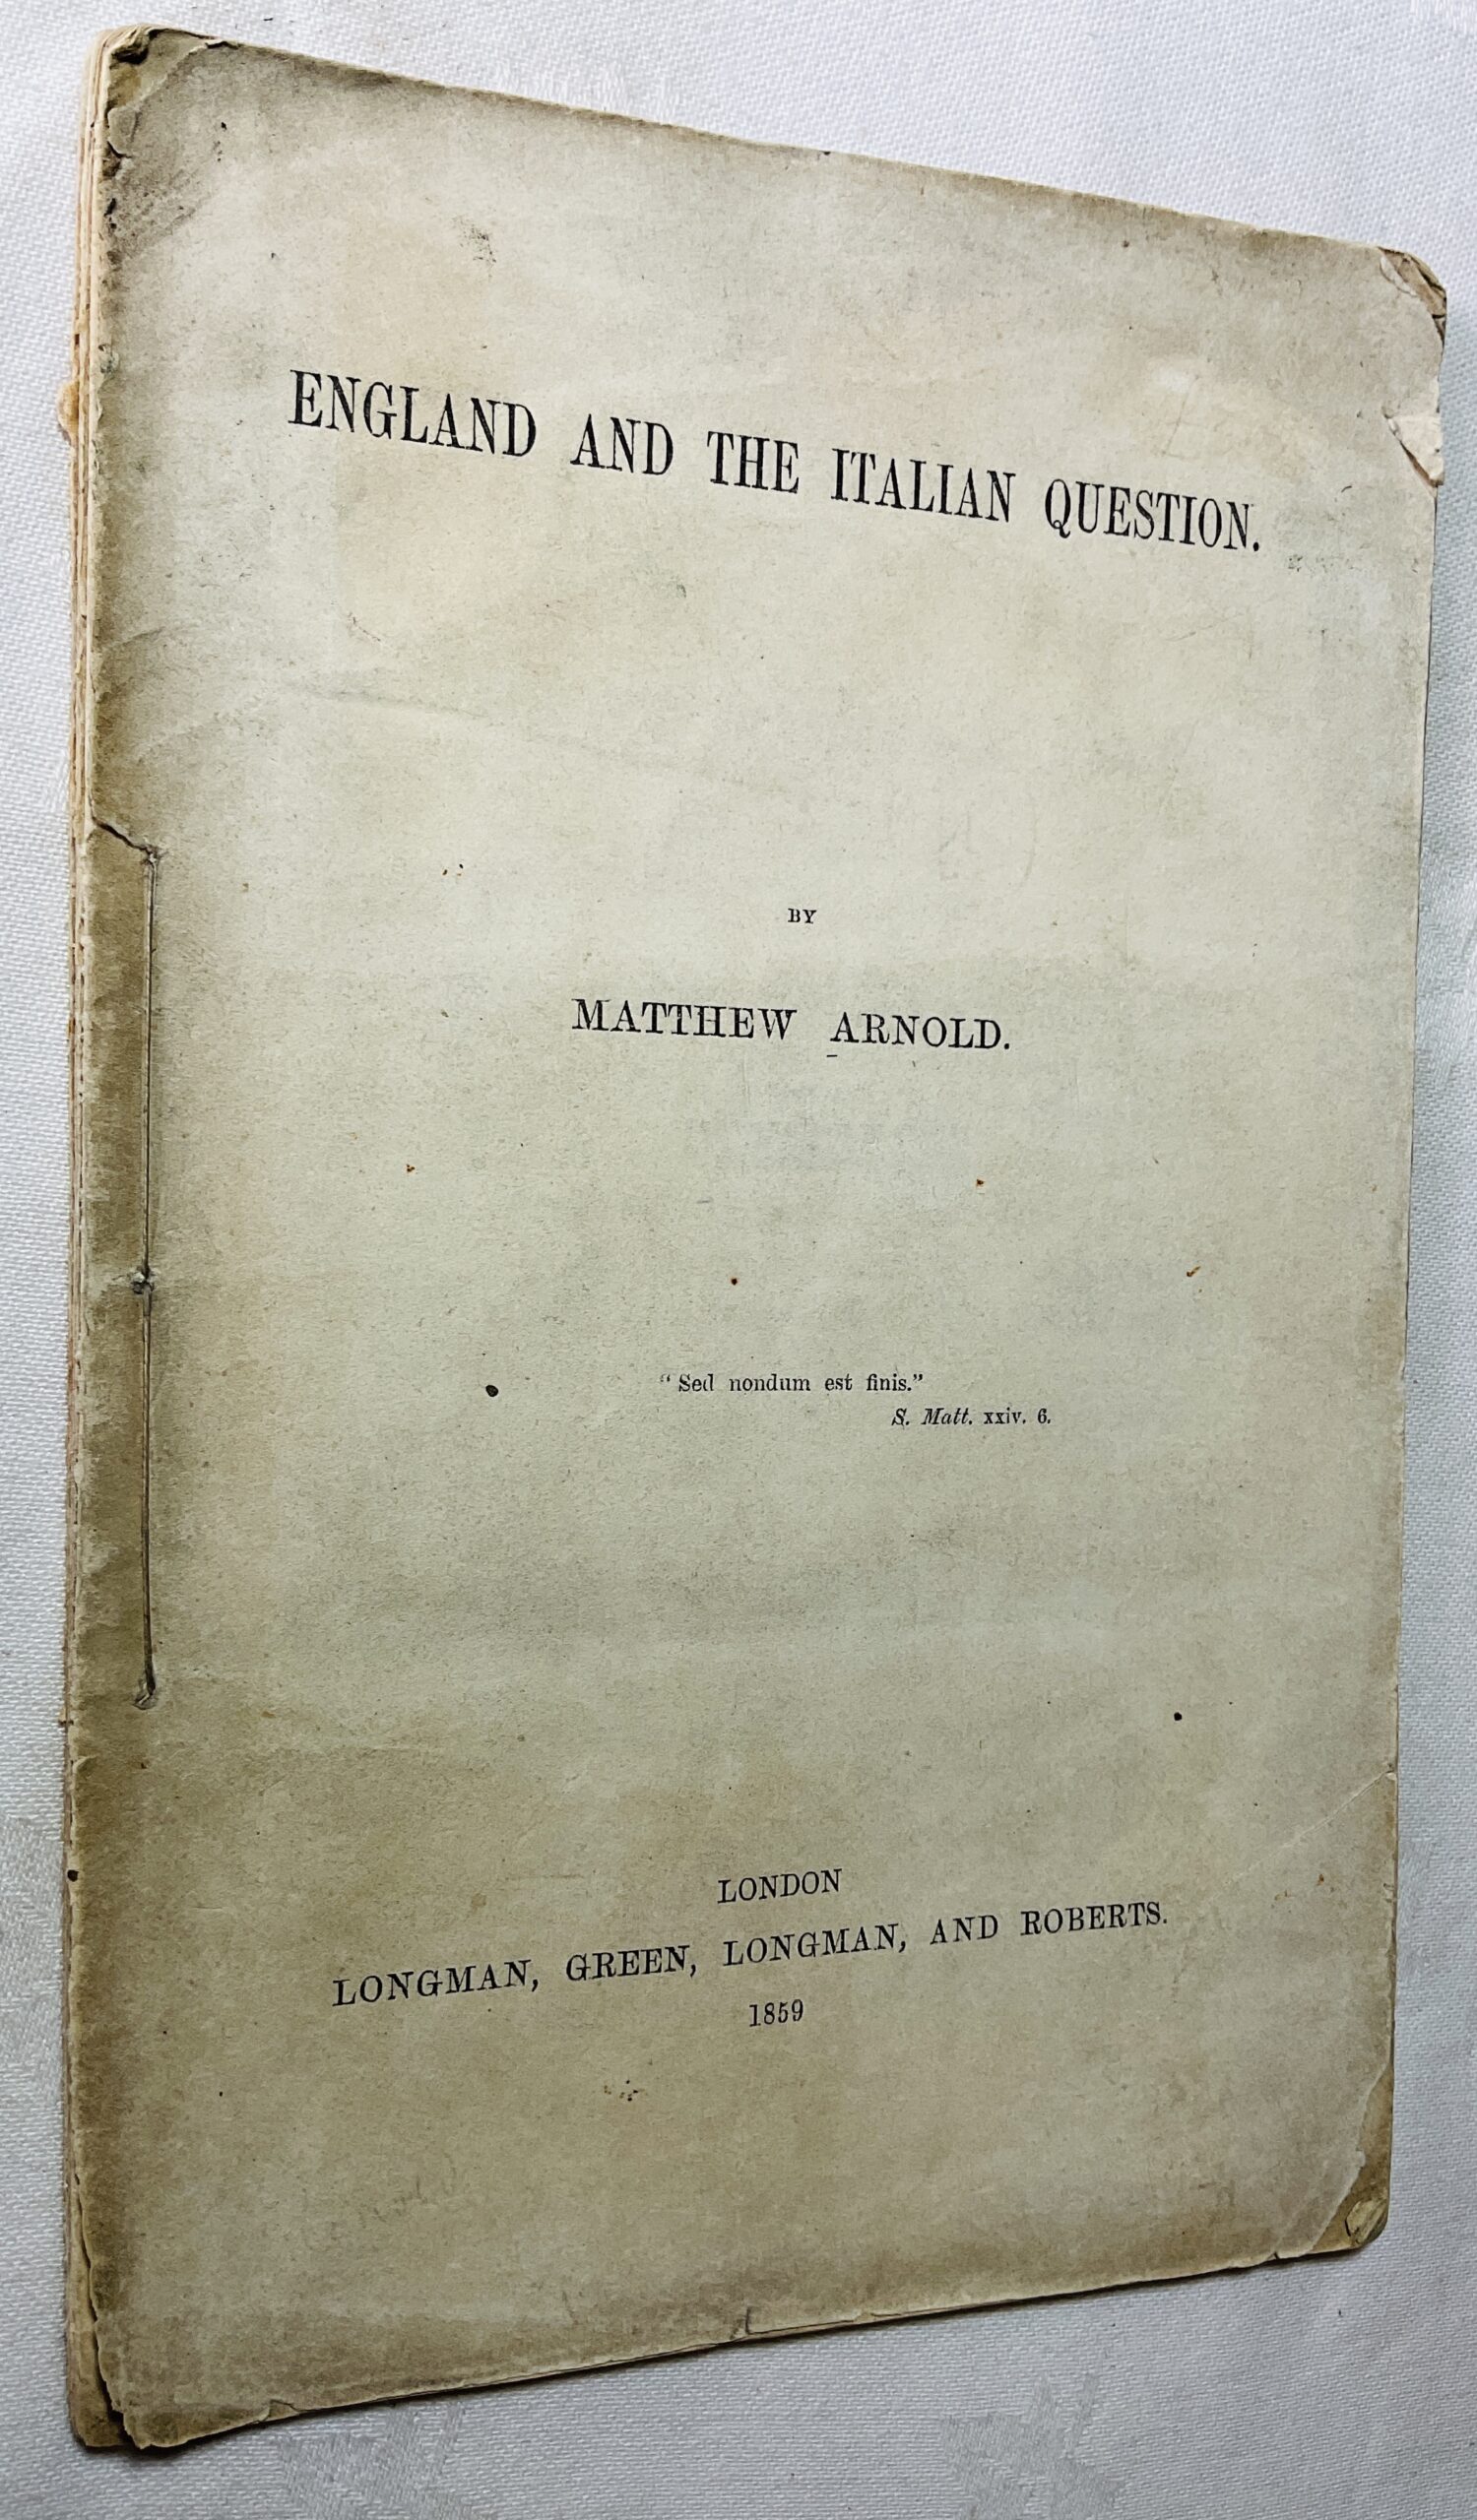 ENGLAND AND THE ITALIAN QUESTION.
BY
MATTHEW ARNOLD.
“Sed nondum est finis.”
S. Matt. xxiv. 6.
LONDON
LONGMAN, GREEN, LONGMAN, AND ROBERTS.
1859